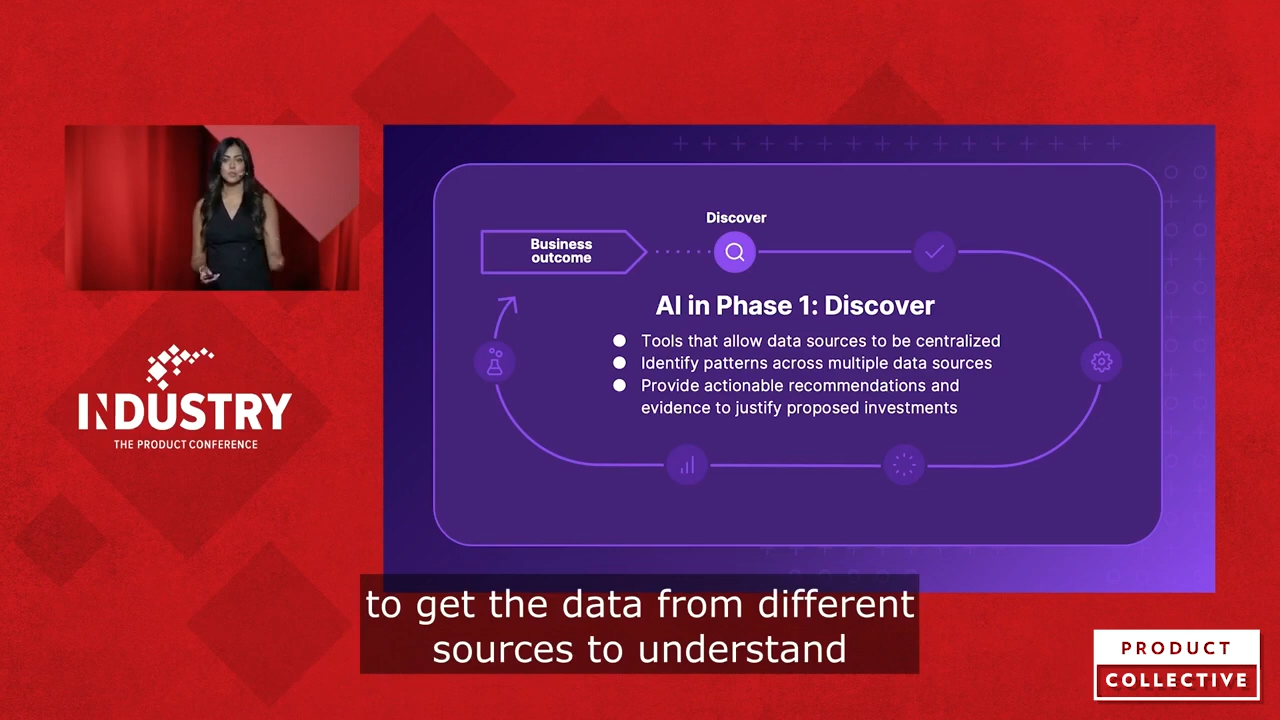 Discover
Business
outcome
AI in Phase 1: Discover
Tools that allow data sources to be centralized
Identify patterns across multiple data sources
Provide actionable recommendations and
evidence to justify proposed investments
INDUSTRY
THE PRODUCT CONFERENCE
to get the data from different
sources to understand
PRODUCT
COLLECTIVE